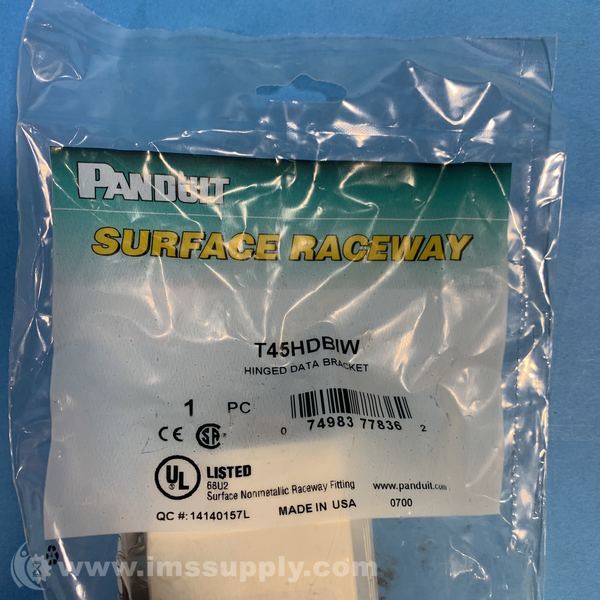 PANDUIT
SURFACE RACEWAY
T45HDBIW
HINGED DATA BRACKET
1 PC
0 74983 77836 2
CE SA
UL LISTED
68U2
Surface Nonmetallic Raceway Fitting
www.panduit.com
QC #: 14140157L MADE IN USA 0700
www.imssupply.com